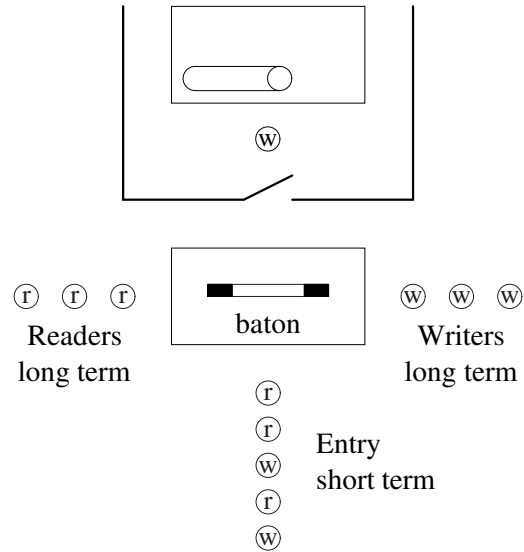 w
r r r
baton
w w w
Readers
long term
Writers
long term
r
r
w
r
w
Entry
short term